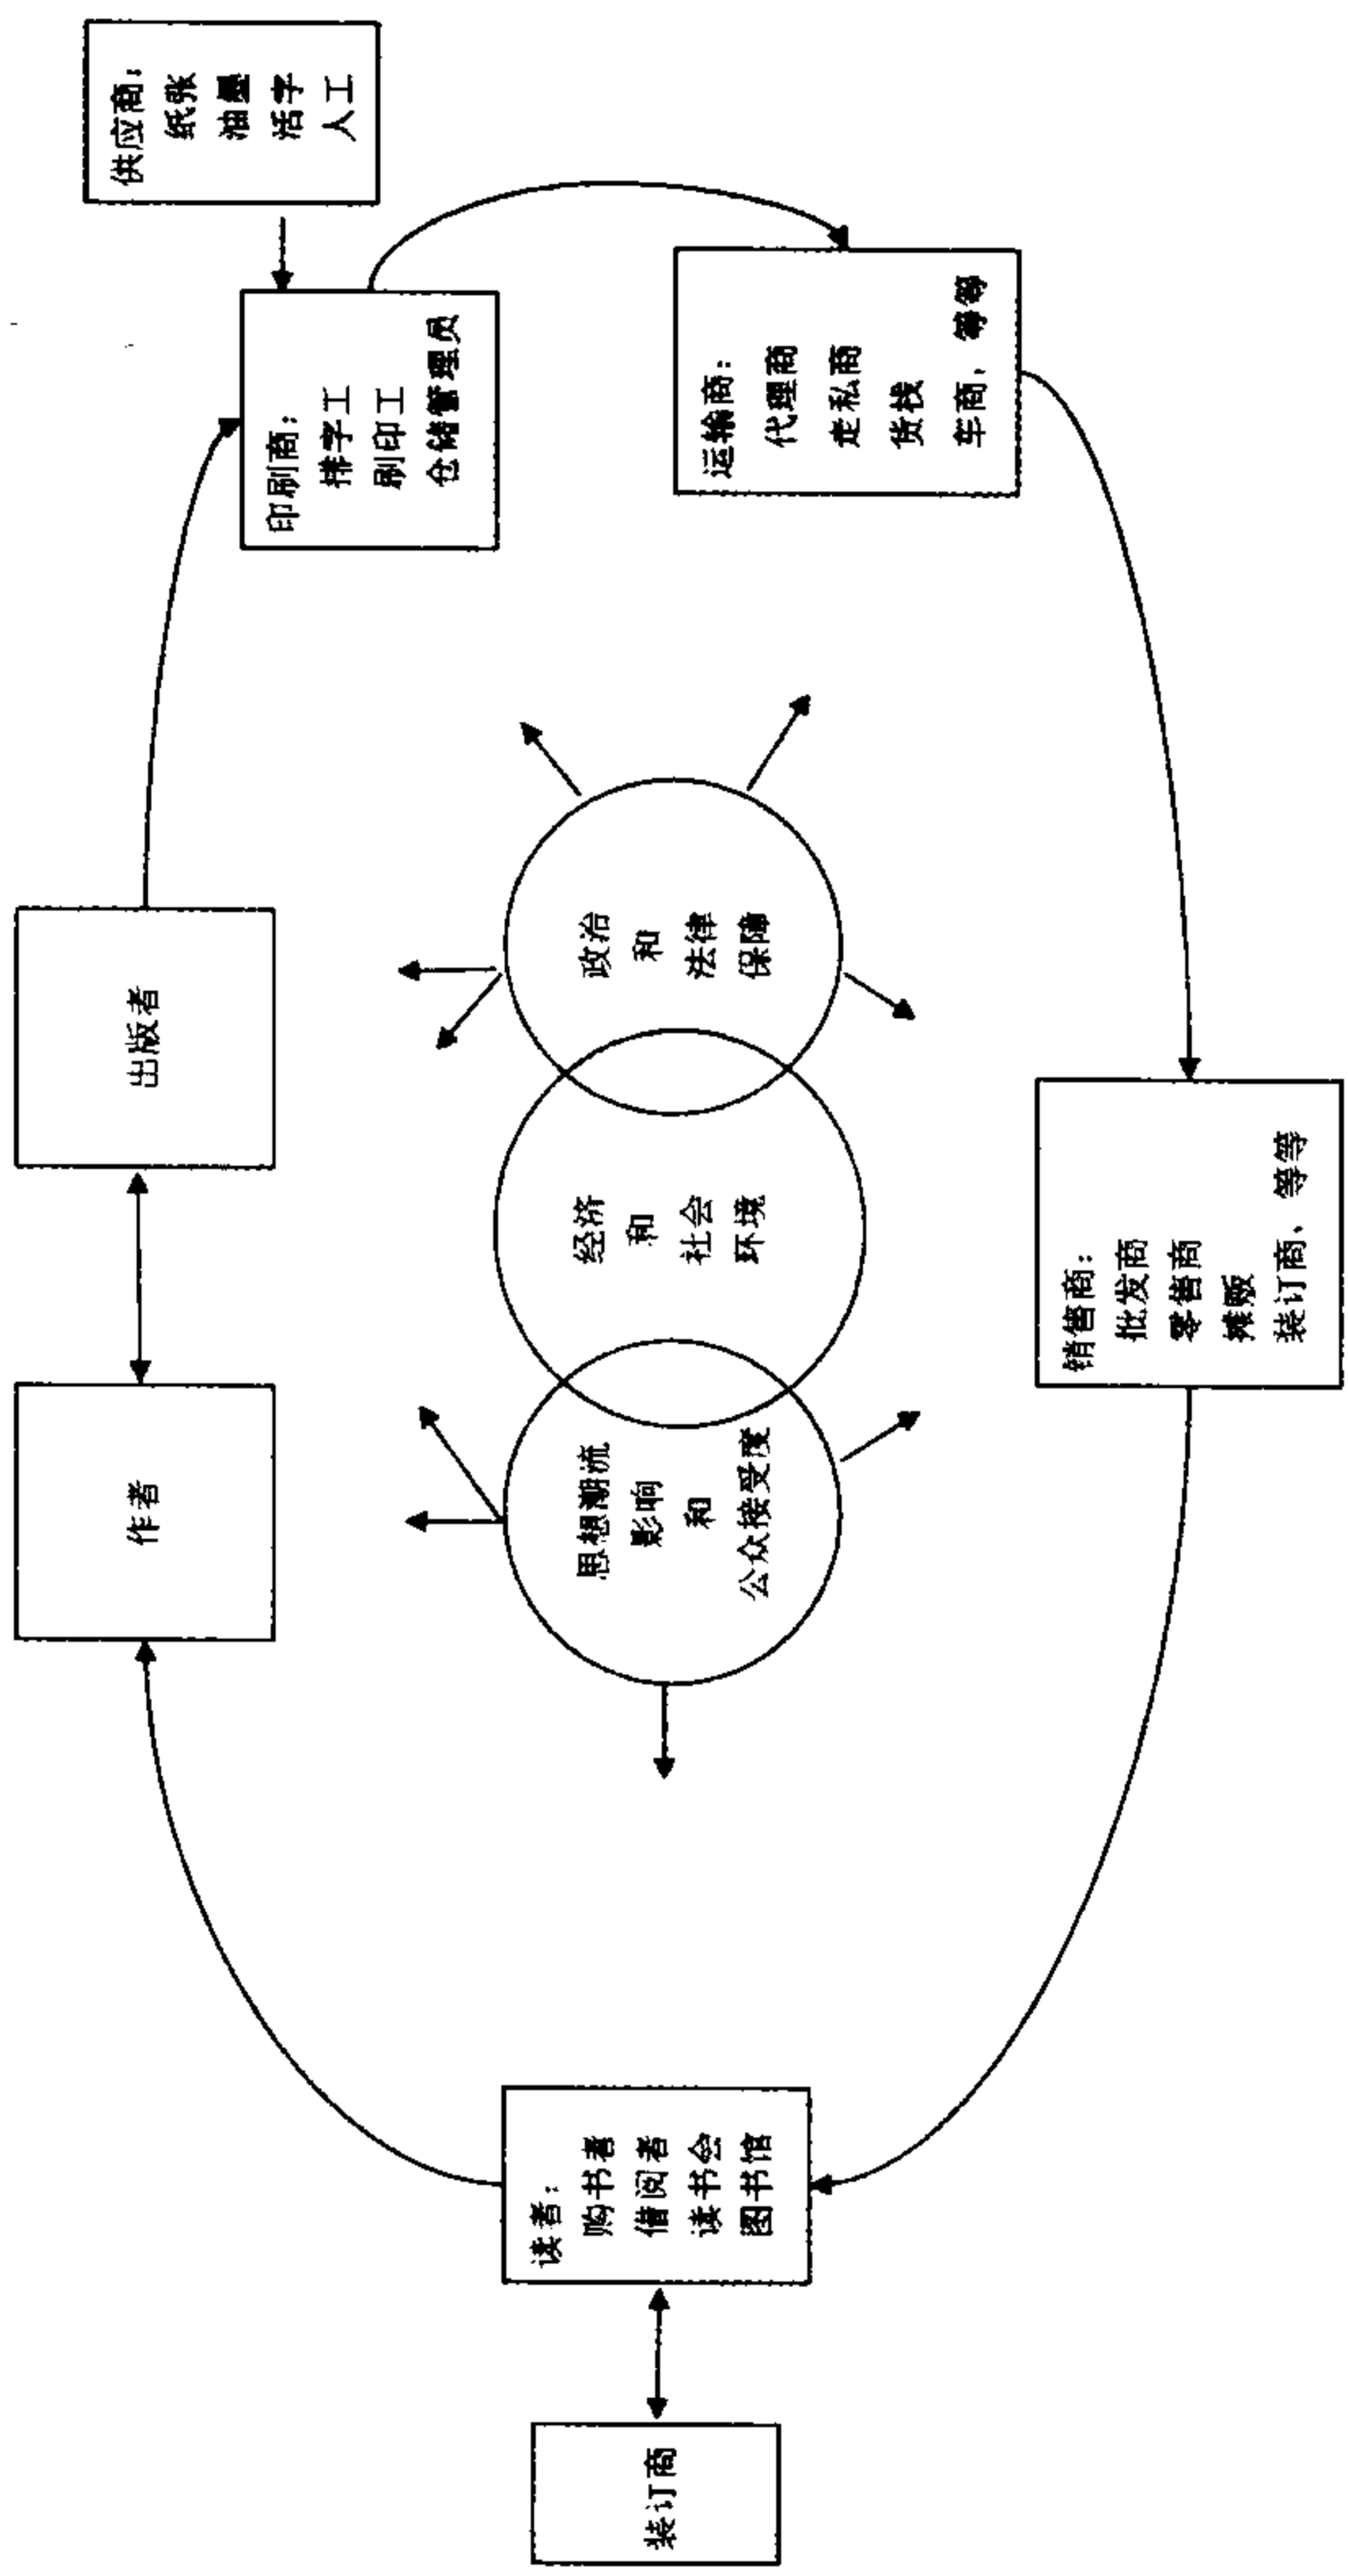 作者
出版者
供应商：
纸张
油墨
活字
人工
印刷商：
排字工
刷印工
仓储管理员
思想潮流
影响
和
公众接受度
经济
和
社会
环境
政治
和
法律
保障
运输商：
代理商
走私商
货栈
车商，等等
装订商
读者：
购书者
借阅者
读书会
图书馆
销售商：
批发商
零售商
摊贩
装订商，等等